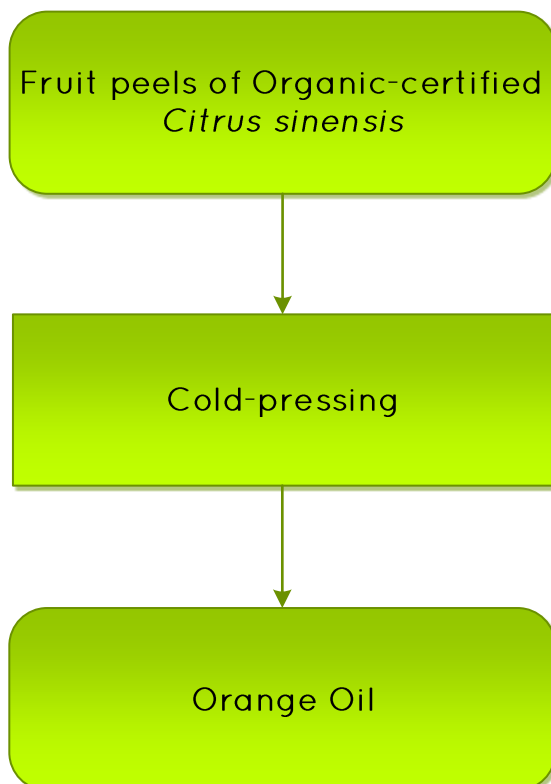 Fruit peels of Organic-certified
Citrus sinensis
Cold-pressing
Orange Oil